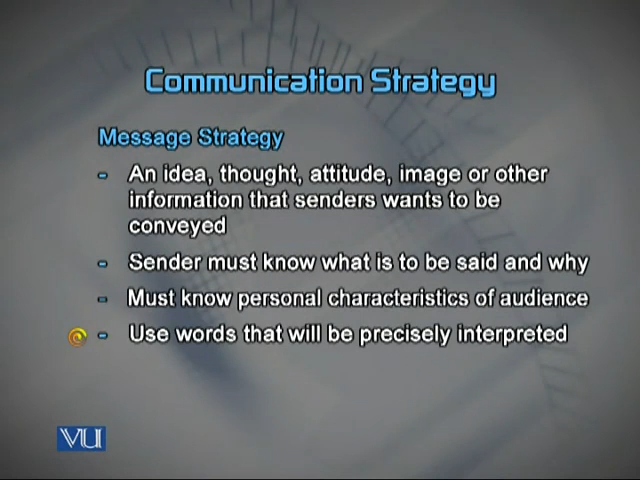 Communication Strategy
Message Strategy
- An idea, thought, attitude, image or other
information that senders wants to be
conveyed
- Sender must know what is to be said and why
- Must know personal characteristics of audience
- Use words that will be precisely interpreted
VU